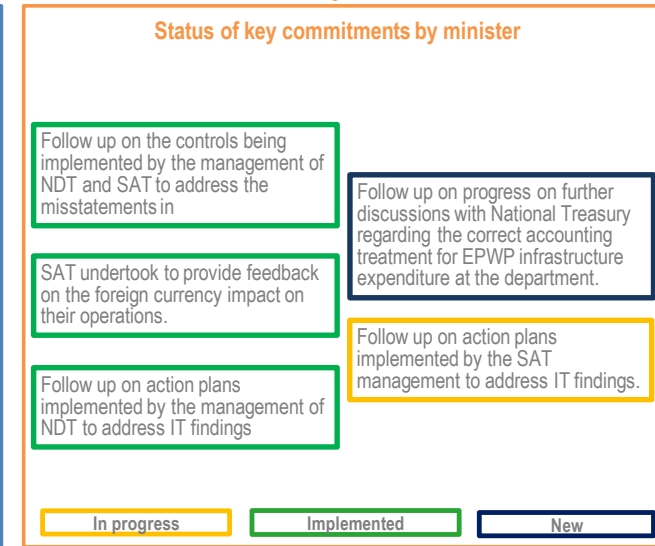 Status of key commitments by minister
Follow up on the controls being
implemented by the management of
NDT and SAT to address the
misstatements in
SAT undertook to provide feedback
on the foreign currency impact on
their operations.
Follow up on action plans
implemented by the management of
NDT to address IT findings
Follow up on progress on further
discussions with National Treasury
regarding the correct accounting
treatment for EPWP infrastructure
expenditure at the department.
Follow up on action plans
implemented by the SAT
management to address IT findings.
In progress
Implemented
New